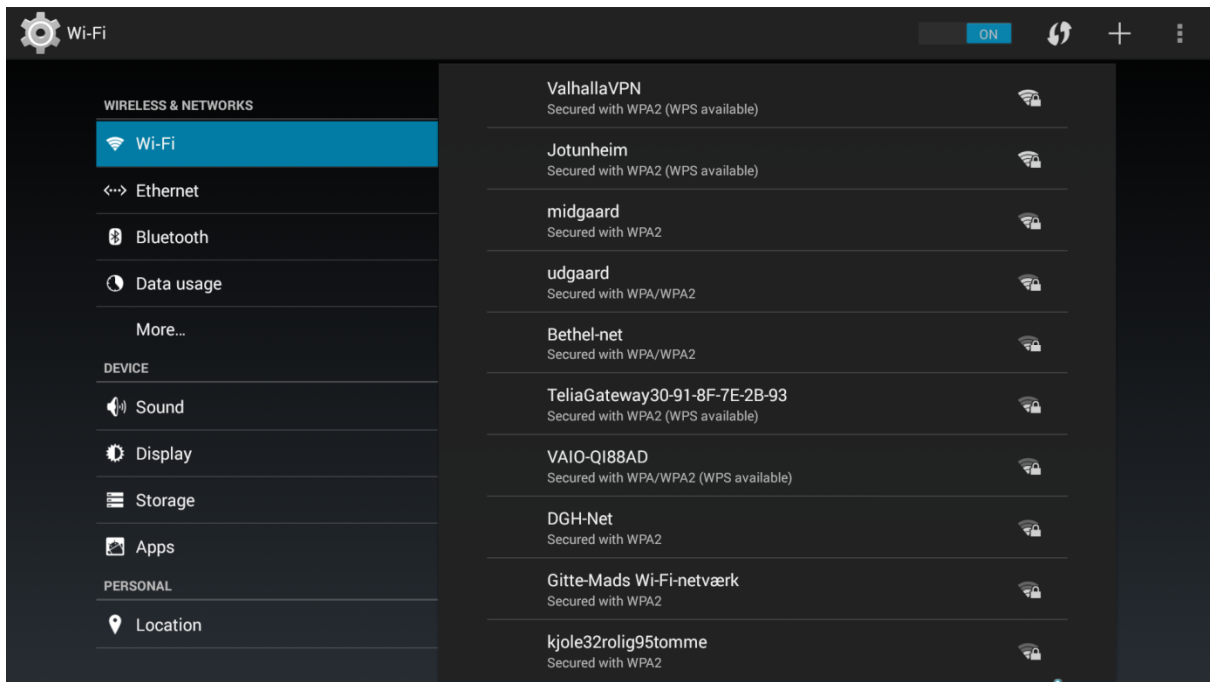 Wi-Fi
ON
WIRELESS & NETWORKS
Wi-Fi
Ethernet
Bluetooth
Data usage
More...
DEVICE
Sound
Display
Storage
Apps
PERSONAL
Location
ValhallaVPN
Secured with WPA2 (WPS available)
Jotunheim
Secured with WPA2 (WPS available)
midgaard
Secured with WPA2
udgaard
Secured with WPA/WPA2
Bethel-net
Secured with WPA/WPA2
TeliaGateway30-91-8F-7E-2B-93
Secured with WPA2 (WPS available)
VAIO-QI88AD
Secured with WPA/WPA2 (WPS available)
DGH-Net
Secured with WPA2
Gitte-Mads Wi-Fi-netværk
Secured with WPA2
kjole32rolig95tomme
Secured with WPA2